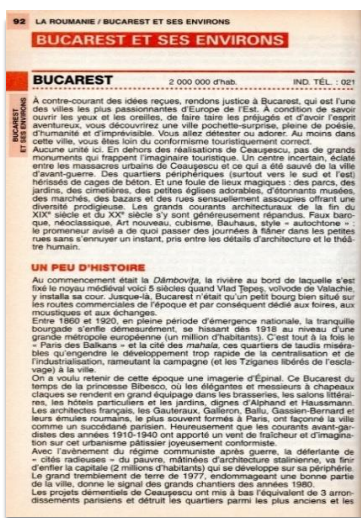 92 LA ROUMANIE / BUCAREST ET SES ENVIRONS
BUCAREST ET SES ENVIRONS
BUCAREST 2 000 000 d'hab. IND. TÉL. : 021
BUCAREST
ET SES ENVIRONS
À contre-courant des idées reçues, rendons justice à Bucarest, qui est l'une
des villes les plus passionnantes d'Europe de l'Est. À condition de savoir
ouvrir les yeux et les oreilles, de faire taire les préjugés et d'avoir l'esprit
aventureux, vous découvrirez une ville pochette-surprise, pleine de poésie,
d'humanité et d'imprévisible. Vous allez détester ou adorer. Au moins dans
cette ville, vous êtes loin du conformisme touristiquement correct.
Aucune unité ici. En dehors des réalisations de Ceauşescu, pas de grands
monuments qui frappent l'imaginaire touristique. Un centre incertain, éclaté
entre les massacres urbains de Ceauşescu et ce qui a été sauvé de la ville
d'avant-guerre. Des quartiers périphériques (surtout vers le sud et l'est)
hérissés de cages de béton. Et une foule de lieux magiques : des parcs, des
jardins, des cimetières, des petites églises adorables, d'étonnants musées,
des marchés, des bazars et des rues sensuellement assoupies offrant une
diversité prodigieuse. Les grands courants architecturaux de la fin du
XIXe siècle et du XXe siècle s'y sont généreusement répandus. Faux baro-
que, néoclassique, Art nouveau, cubisme, Bauhaus, style « autochtone » :
le promeneur avisé a de quoi passer des journées à flâner dans les petites
rues sans s'ennuyer un instant, pris entre les détails d'architecture et le théâ-
tre humain.
UN PEU D'HISTOIRE
Au commencement était la Dâmbovița, la rivière au bord de laquelle s'est
fixé le noyau médiéval voici 5 siècles quand Vlad Țepeş, voïvode de Valachie,
y installa sa cour. Jusque-là, Bucarest n'était qu'un petit bourg bien situé sur
les routes commerciales de l'époque et par conséquent dédié aux foires, aux
moustiques et aux échanges.
Entre 1860 et 1920, en pleine période d'émergence nationale, la tranquille
bourgade s'enfle démesurément, se hissant dès 1918 au niveau d'une
grande métropole européenne (un million d'habitants). C'est tout à la fois le
« Paris des Balkans » et la cité des mahala, ces quartiers de taudis miséra-
bles qu'engendre le développement trop rapide de la centralisation et de
l'industrialisation, rameutant la campagne (et les Tziganes libérés de l'escla-
vage) à la ville.
On a voulu retenir de cette époque une imagerie d'Épinal. Ce Bucarest du
temps de la princesse Bibesco, où les élégantes et messieurs à chapeaux
claques se rendent en grand équipage dans les brasseries, les salons littérai-
res, les hôtels particuliers et les jardins, dignes d'Alphand et Haussmann.
Les architectes français, les Gauteraux, Galleron, Ballu, Gassien-Bernard et
leurs émules roumains, le plus souvent formés à Paris, ont façonné la ville
comme un succédané parisien. Heureusement que les courants avant-gar-
distes des années 1910-1940 ont apporté un vent de fraîcheur et d'imagina-
tion sur cet urbanisme pâtissier joyeusement conformiste.
Avec l'avènement du régime communiste après guerre, la déferlante de
« cités radieuses » du pauvre, mâtinées d'architecture stalinienne, va finir
d'enfler la capitale (2 millions d'habitants) qui se développe sur sa périphérie.
Le grand tremblement de terre de 1977, endommageant une bonne partie
de la ville, donne le signal des grands chantiers des années 1980.
Les projets démentiels de Ceauşescu ont mis à bas l'équivalent de 3 arron-
dissements parisiens et détruit les quartiers parmi les plus anciens et les